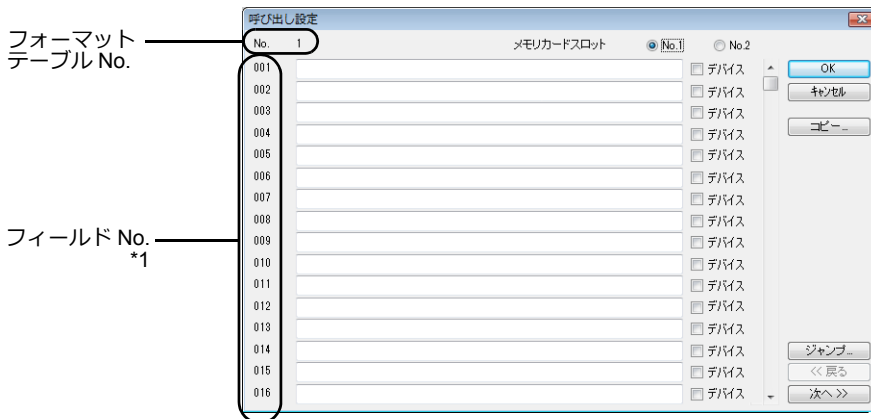 呼び出し設定
フォーマット
テーブル No.
No. 1 メモリカードスロット No.1 No.2
001 デバイス OK
002 デバイス キャンセル
003 デバイス
004 デバイス コピー...
005 デバイス
006 デバイス
007 デバイス
008 デバイス
フィールド No.
*1
009 デバイス
010 デバイス
011 デバイス
012 デバイス
013 デバイス
014 デバイス ジャンプ...
015 デバイス << 戻る
016 デバイス 次へ >>